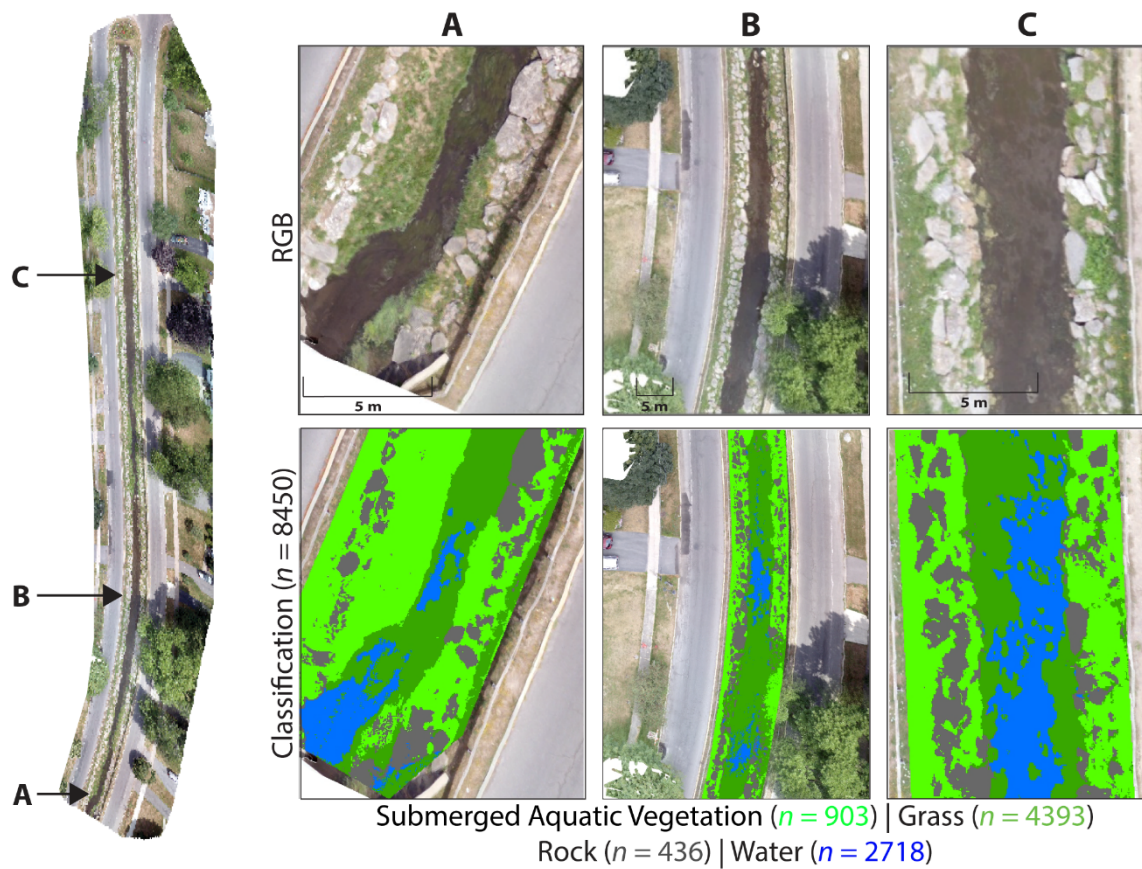 A
B
C
RGB
C
B
A
5 m
5 m
5 m
Classification (n = 8450)
Submerged Aquatic Vegetation (n = 903) | Grass (n = 4393)
Rock (n = 436) | Water (n = 2718)